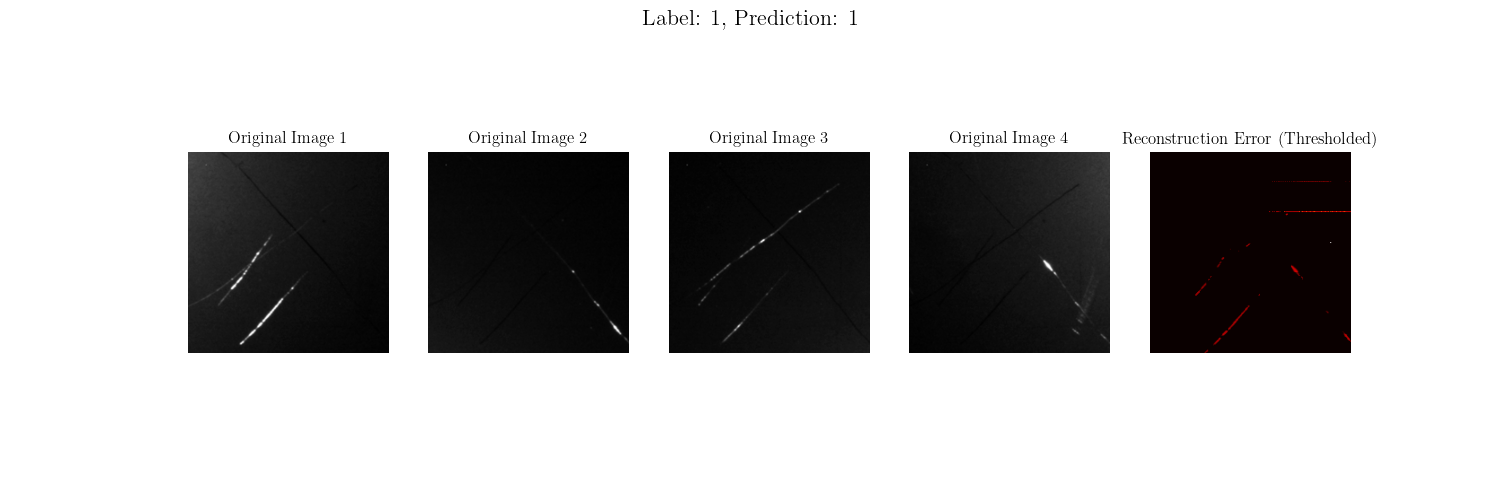 Label: 1, Prediction: 1
Original Image 1
Original Image 2
Original Image 3
Original Image 4
Reconstruction Error (Thresholded)